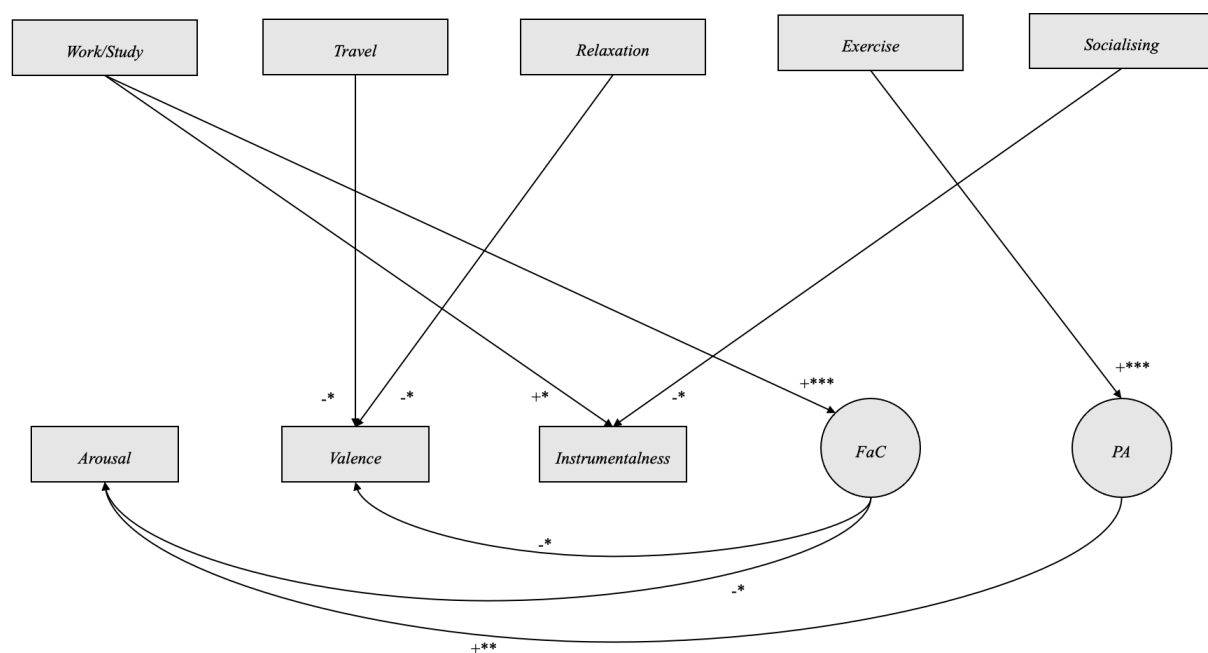 Work/Study
Travel
Relaxation
Exercise
Socialising
-*
-*
+*
-*
+***
+***
Arousal
Valence
Instrumentalness
FaC
PA
-*
-*
+**